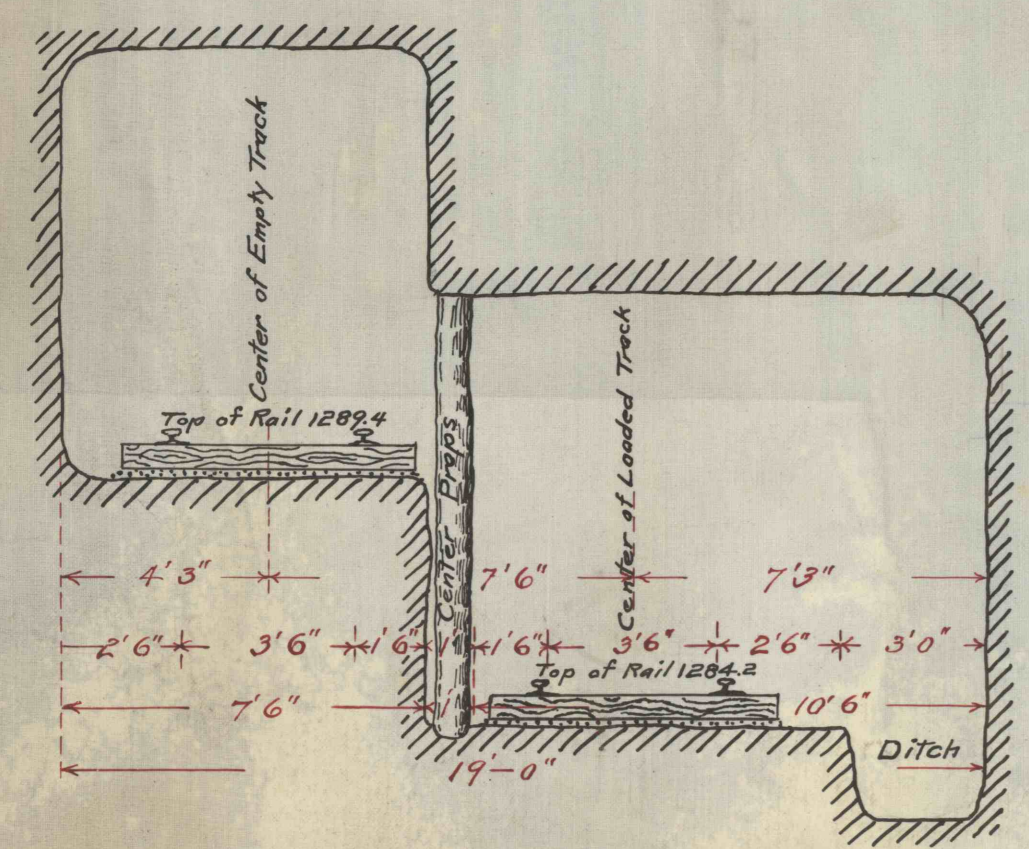 Center of Empty Track
Center of Loaded Track
Top of Rail 1289.4
Center Props
4'3" 7'6" 7'3"
2'6" 3'6" 1'6" 1' 1'6" 3'6" 2'6" 3'0"
Top of Rail 1284.2
7'6" 1' 10'6"
Ditch
19'-0"